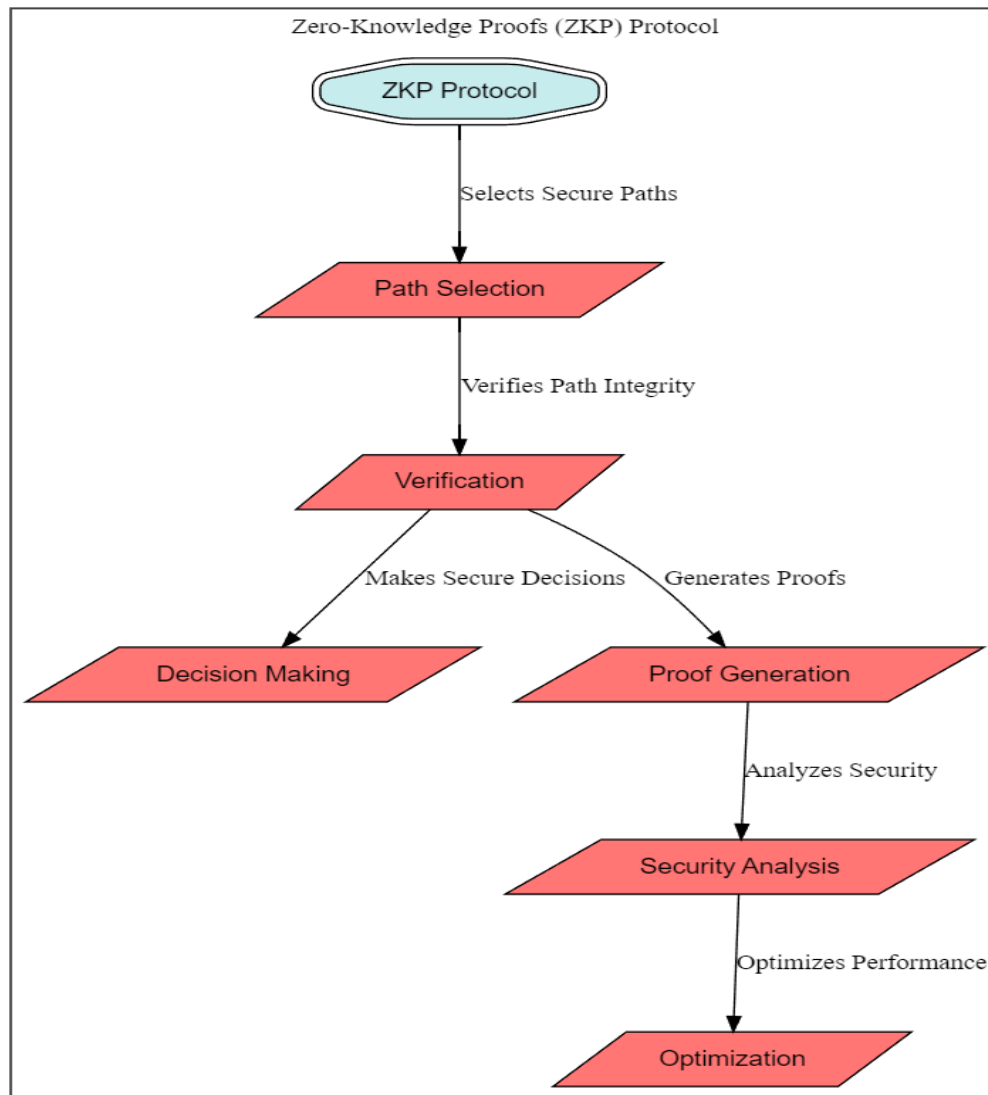 Zero-Knowledge Proofs (ZKP) Protocol
ZKP Protocol
Selects Secure Paths
Path Selection
Verifies Path Integrity
Verification
Makes Secure Decisions
Generates Proofs
Decision Making
Proof Generation
Analyzes Security
Security Analysis
Optimizes Performance
Optimization